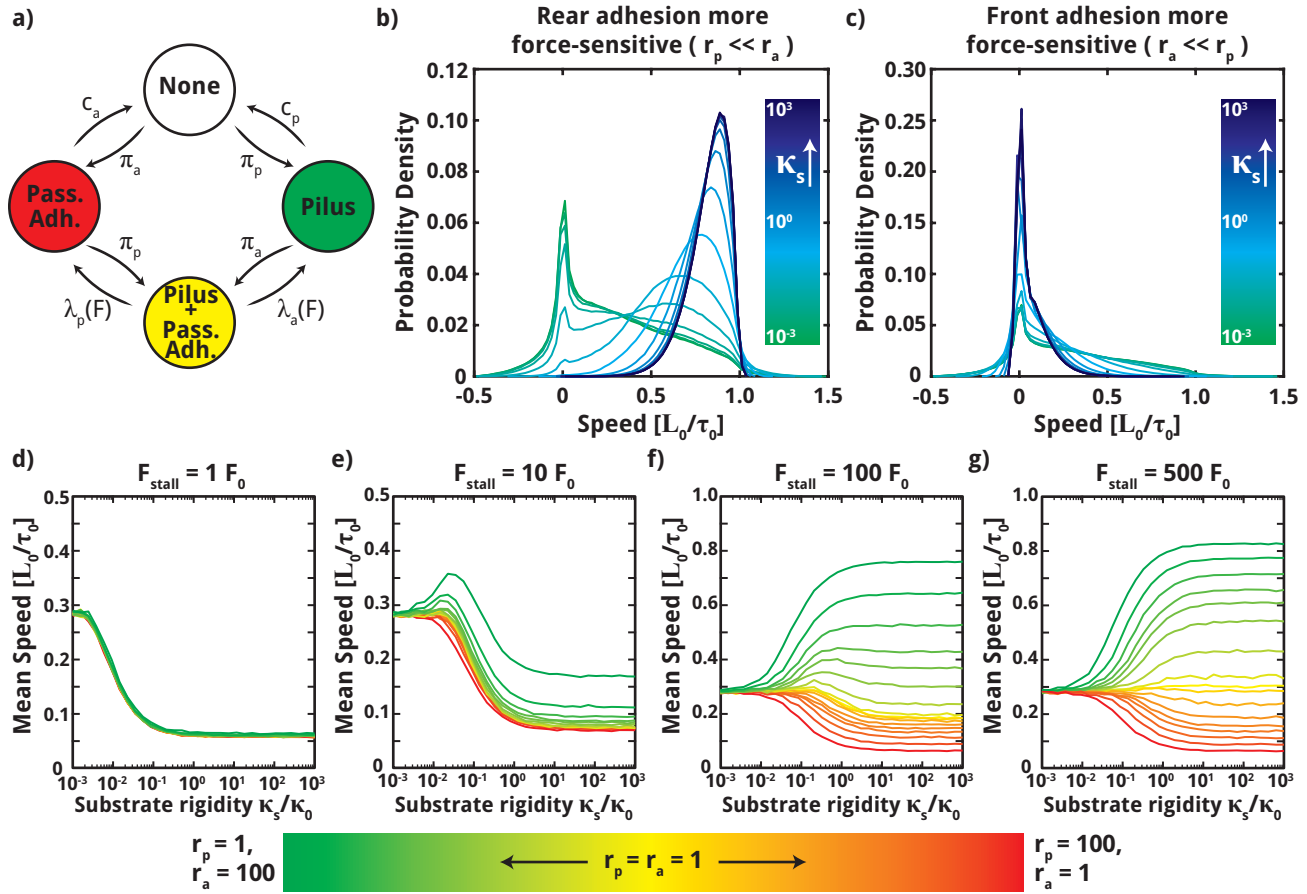 a)
None
c_a
c_p
π_a
π_p
Pass.
Adh.
Pilus
π_p
π_a
λ_p(F)
λ_a(F)
Pilus
+
Pass.
Adh.
b)
Rear adhesion more
force-sensitive ( r_p << r_a )
Probability Density
0.12
0.10
0.08
0.06
0.04
0.02
0
-0.5
0
0.5
1.0
1.5
Speed [L_0/τ_0]
10^3
κ_s
10^0
10^-3
c)
Front adhesion more
force-sensitive ( r_a << r_p )
Probability Density
0.30
0.25
0.20
0.15
0.10
0.05
0
-0.5
0
0.5
1.0
1.5
Speed [L_0/τ_0]
10^3
κ_s
10^0
10^-3
d)
F_stall = 1 F_0
Mean Speed [L_0/τ_0]
0.5
0.4
0.3
0.2
0.1
0
10^-3 10^-2 10^-1 10^0 10^1 10^2 10^3
Substrate rigidity κ_s/κ_0
e)
F_stall = 10 F_0
Mean Speed [L_0/τ_0]
0.5
0.4
0.3
0.2
0.1
0
10^-3 10^-2 10^-1 10^0 10^1 10^2 10^3
Substrate rigidity κ_s/κ_0
f)
F_stall = 100 F_0
Mean Speed [L_0/τ_0]
1.0
0.8
0.6
0.4
0.2
0
10^-3 10^-2 10^-1 10^0 10^1 10^2 10^3
Substrate rigidity κ_s/κ_0
g)
F_stall = 500 F_0
Mean Speed [L_0/τ_0]
1.0
0.8
0.6
0.4
0.2
0
10^-3 10^-2 10^-1 10^0 10^1 10^2 10^3
Substrate rigidity κ_s/κ_0
r_p = 1,
r_a = 100
r_p = r_a = 1
r_p = 100,
r_a = 1